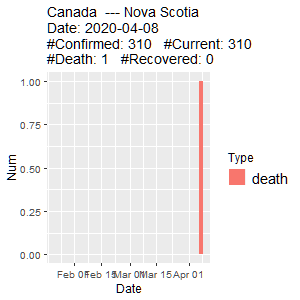 Canada --- Nova Scotia
Date: 2020-04-08
#Confirmed: 310 #Current: 310
#Death: 1 #Recovered: 0
1.00
0.75
0.50
0.25
0.00
Num
Feb 01 Feb 15 Mar 01 Mar 15 Apr 01
Date
Type
death